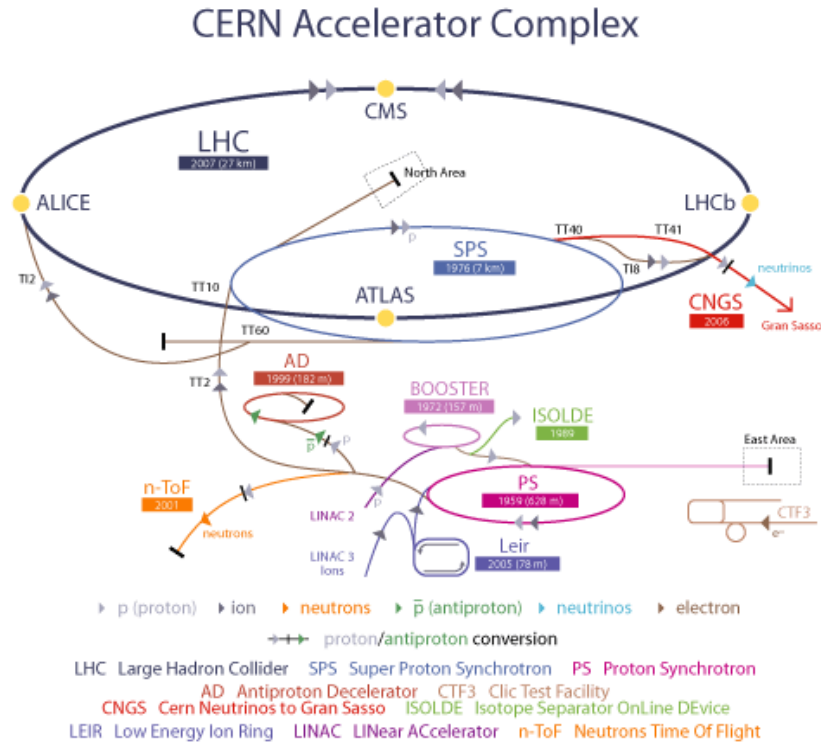 CERN Accelerator Complex
CMS
LHC
2007 (27 km)
North Area
ALICE
LHCb
p
SPS
1976 (7 km)
TT40
TT41
TI8
neutrinos
TI2
TT10
ATLAS
CNGS
2006
Gran Sasso
TT60
TT2
AD
1999 (182 m)
BOOSTER
1972 (157 m)
ISOLDE
1989
p̅
p
East Area
n-ToF
2001
PS
1959 (628 m)
p
LINAC 2
neutrons
CTF3
e⁻
LINAC 3
Ions
Leir
2005 (78 m)
p (proton) ion neutrons p̅ (antiproton) neutrinos electron
proton/antiproton conversion
LHC Large Hadron Collider SPS Super Proton Synchrotron PS Proton Synchrotron
AD Antiproton Decelerator CTF3 Clic Test Facility
CNGS Cern Neutrinos to Gran Sasso ISOLDE Isotope Separator OnLine DEvice
LEIR Low Energy Ion Ring LINAC LINear ACcelerator n-ToF Neutrons Time Of Flight